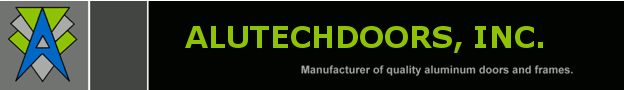 ALUTECHDOORS, INC.
Manufacturer of quality aluminum doors and frames.